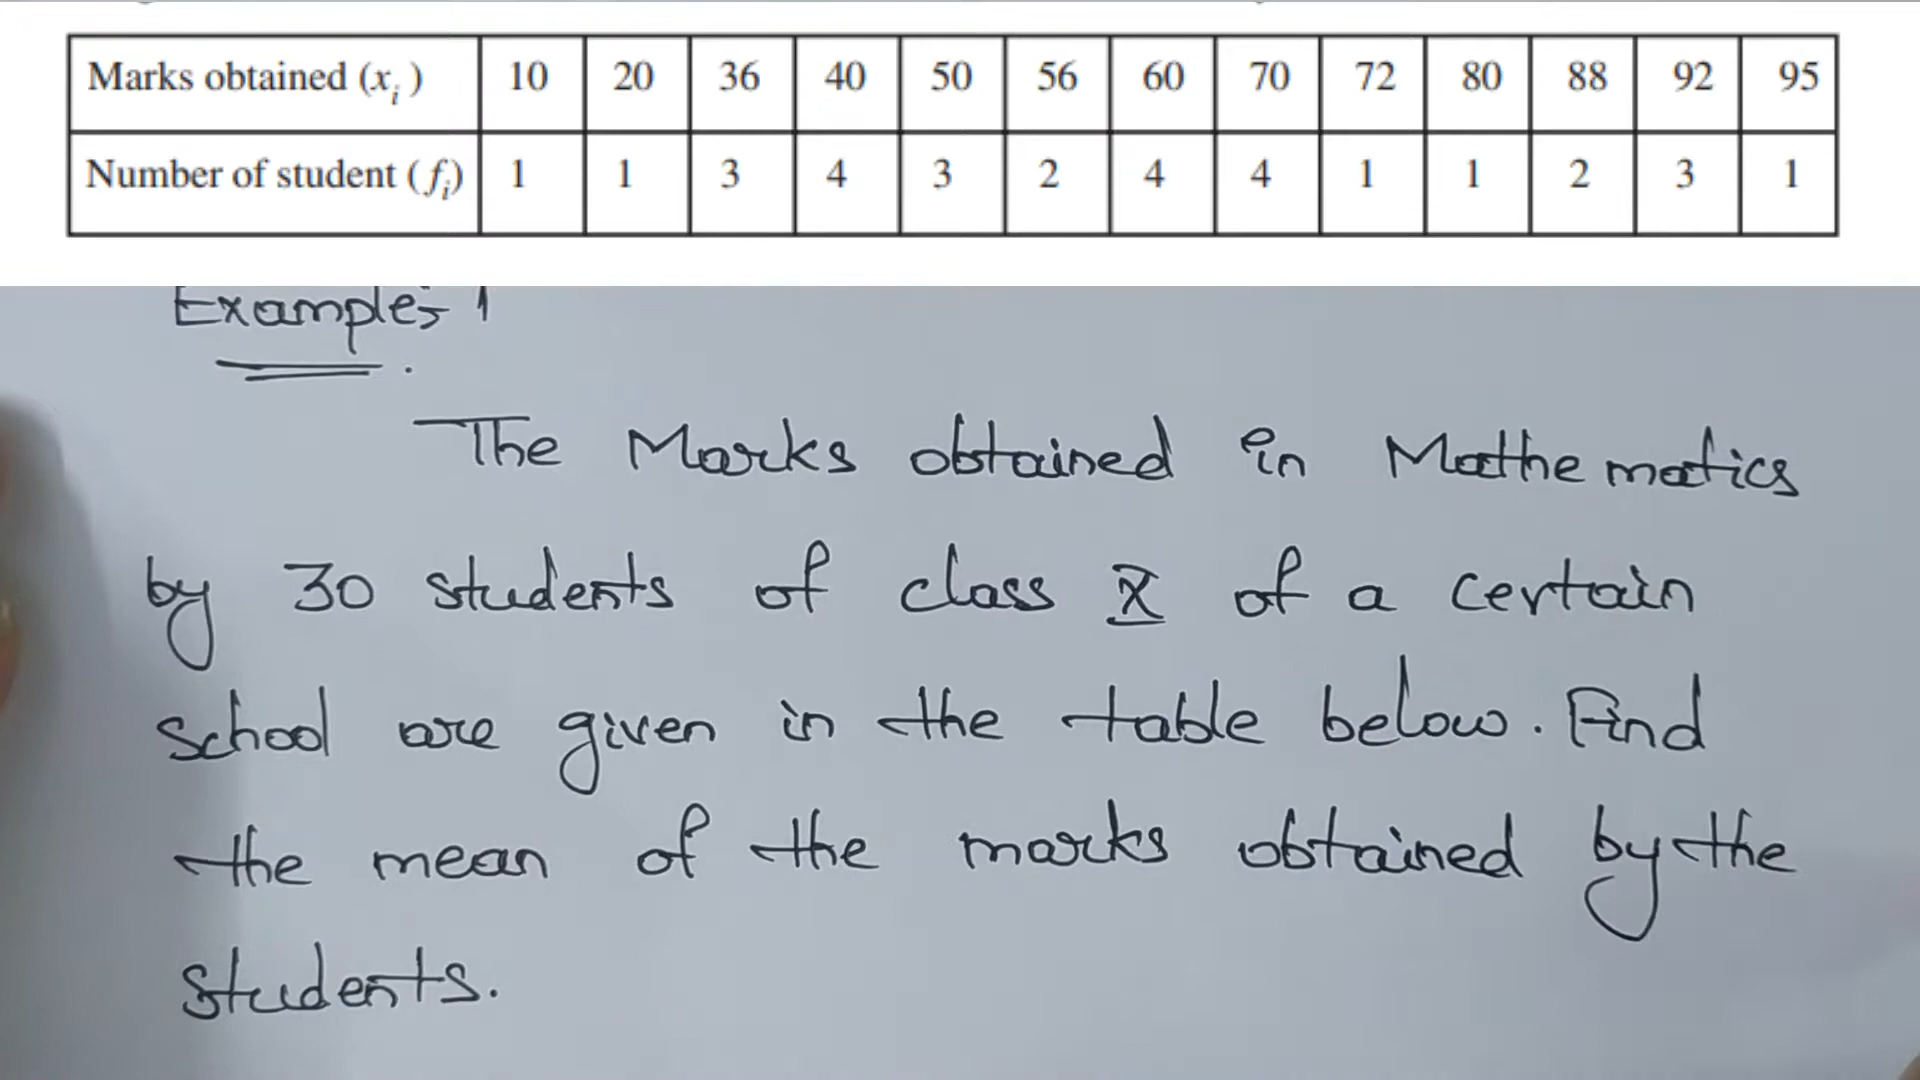 Marks obtained (xi) 10 20 36 40 50 56 60 70 72 80 88 92 95
Number of student (fi) 1 1 3 4 3 2 4 4 1 1 2 3 1
Example:- 1
The Marks obtained in Mathematics
by 30 students of class X of a certain
school are given in the table below. Find
the mean of the marks obtained by the
students.